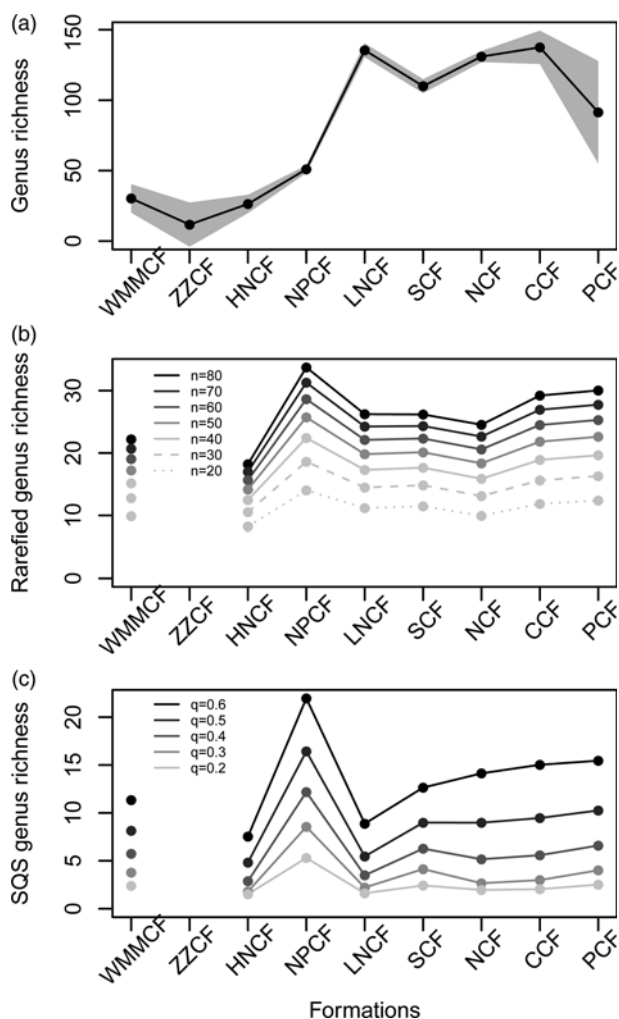 (a)
Genus richness
150
100
50
0
WMMCF ZZCF HNCF NPCF LNCF SCF NCF CCF PCF
(b)
Rarefied genus richness
30
20
10
0
n=80
n=70
n=60
n=50
n=40
n=30
n=20
WMMCF ZZCF HNCF NPCF LNCF SCF NCF CCF PCF
(c)
SQS genus richness
20
15
10
5
0
q=0.6
q=0.5
q=0.4
q=0.3
q=0.2
WMMCF ZZCF HNCF NPCF LNCF SCF NCF CCF PCF
Formations